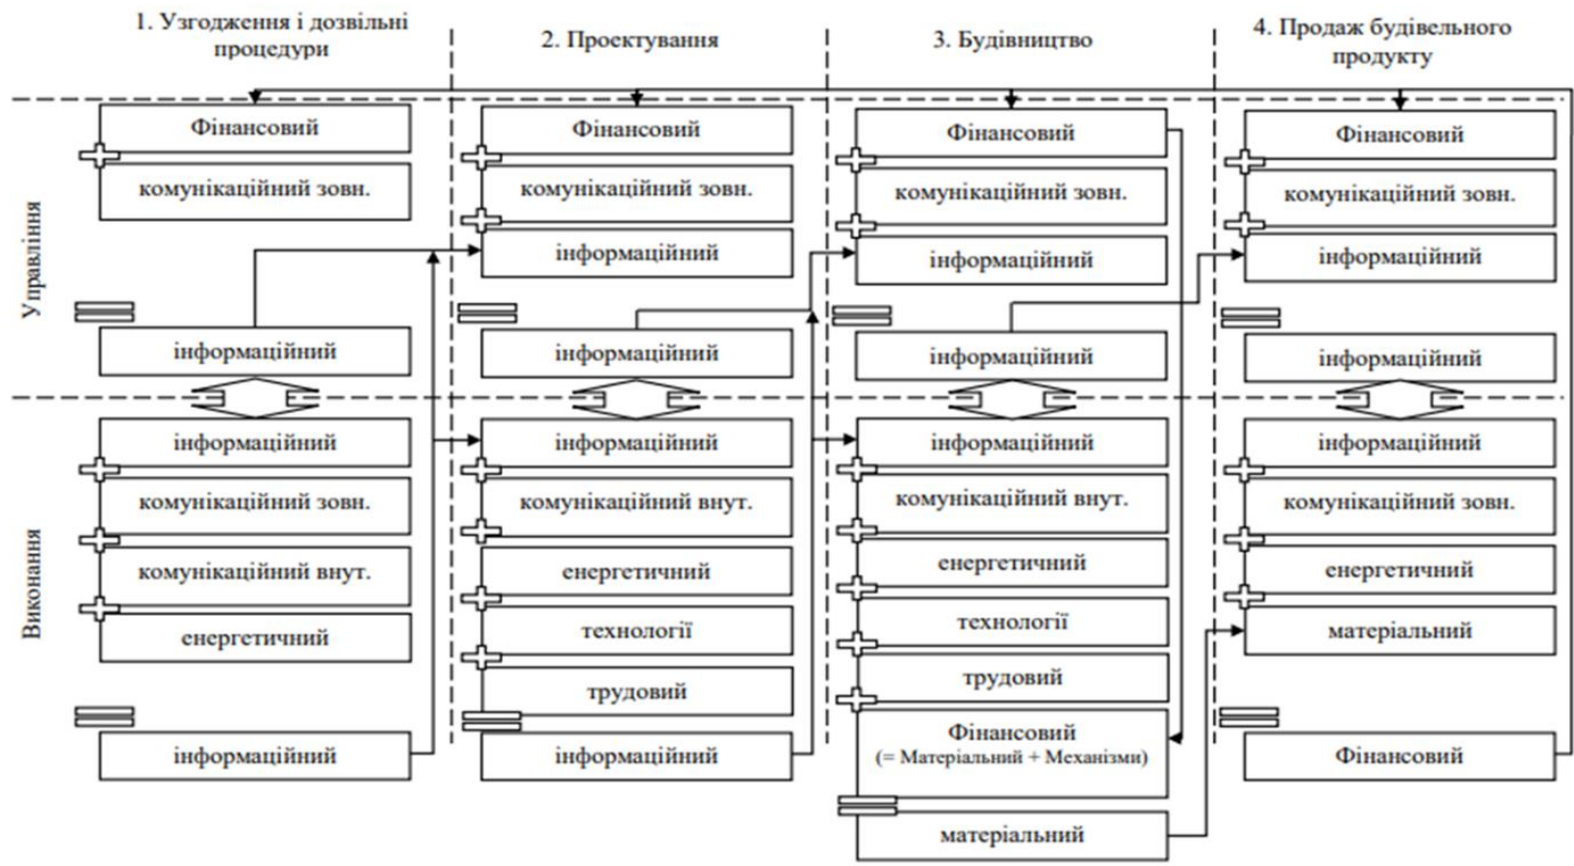 1. Узгодження і дозвільні
процедури
2. Проектування
3. Будівництво
4. Продаж будівельного
продукту
Управління
Фінансовий
комунікаційний зовн.
інформаційний
Фінансовий
комунікаційний зовн.
інформаційний
інформаційний
Фінансовий
комунікаційний зовн.
інформаційний
інформаційний
Фінансовий
комунікаційний зовн.
інформаційний
інформаційний
Виконання
інформаційний
комунікаційний зовн.
комунікаційний внут.
енергетичний
інформаційний
інформаційний
комунікаційний внут.
енергетичний
технології
трудовий
інформаційний
інформаційний
комунікаційний внут.
енергетичний
технології
трудовий
Фінансовий
(= Матеріальний + Механізми)
матеріальний
інформаційний
комунікаційний зовн.
енергетичний
матеріальний
Фінансовий